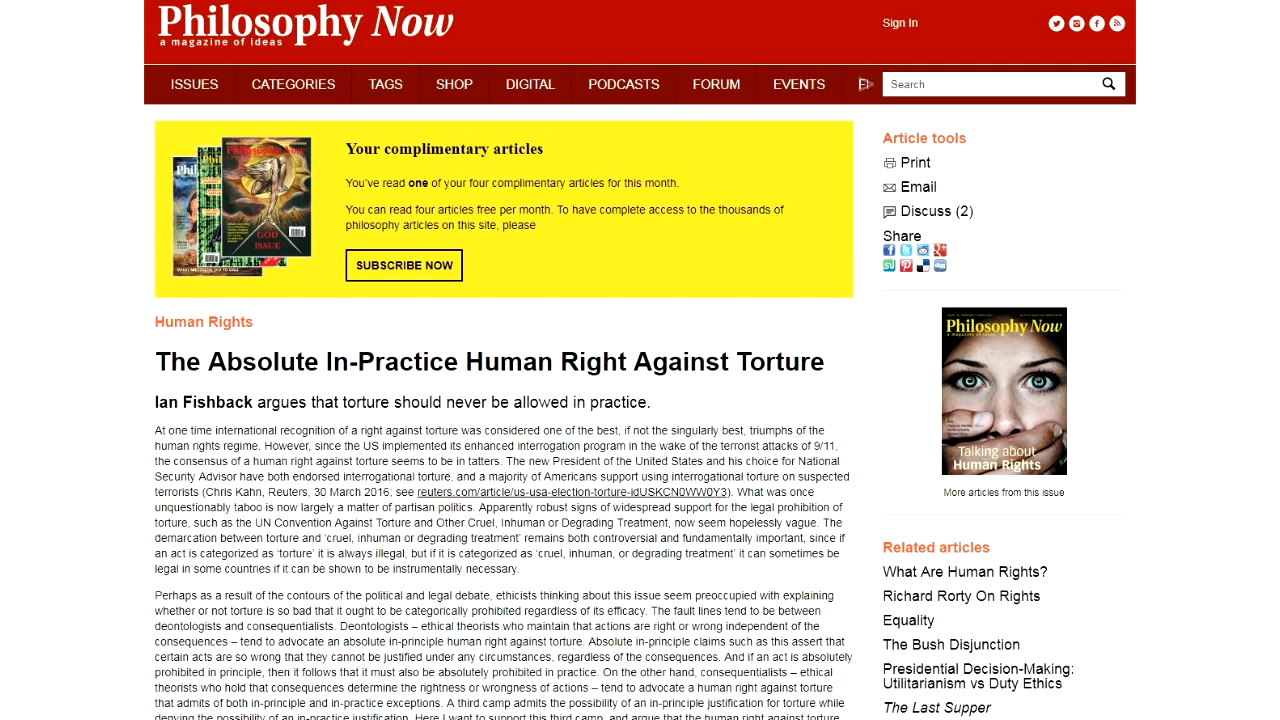 Philosophy Now
a magazine of ideas
Sign In
ISSUES CATEGORIES TAGS SHOP DIGITAL PODCASTS FORUM EVENTS
Search
Your complimentary articles
You've read one of your four complimentary articles for this month.
You can read four articles free per month. To have complete access to the thousands of
philosophy articles on this site, please
SUBSCRIBE NOW
Philosophy Now
GOD
ISSUE
Human Rights
The Absolute In-Practice Human Right Against Torture
Ian Fishback argues that torture should never be allowed in practice.
At one time international recognition of a right against torture was considered one of the best, if not the singularly best, triumphs of the
human rights regime. However, since the US implemented its enhanced interrogation program in the wake of the terrorist attacks of 9/11,
the consensus of a human right against torture seems to be in tatters. The new President of the United States and his choice for National
Security Advisor have both endorsed interrogational torture, and a majority of Americans support using interrogational torture on suspected
terrorists (Chris Kahn, Reuters, 30 March 2016; see reuters.com/article/us-usa-election-torture-idUSKCN0WW0Y3). What was once
unquestionably taboo is now largely a matter of partisan politics. Apparently robust signs of widespread support for the legal prohibition of
torture, such as the UN Convention Against Torture and Other Cruel, Inhuman or Degrading Treatment, now seem hopelessly vague. The
demarcation between torture and ‘cruel, inhuman or degrading treatment’ remains both controversial and fundamentally important, since if
an act is categorized as ‘torture’ it is always illegal, but if it is categorized as ‘cruel, inhuman, or degrading treatment’ it can sometimes be
legal in some countries if it can be shown to be instrumentally necessary.
Perhaps as a result of the contours of the political and legal debate, ethicists thinking about this issue seem preoccupied with explaining
whether or not torture is so bad that it ought to be categorically prohibited regardless of its efficacy. The fault lines tend to be between
deontologists and consequentialists. Deontologists – ethical theorists who maintain that actions are right or wrong independent of the
consequences – tend to advocate an absolute in-principle human right against torture. Absolute in-principle claims such as this assert that
certain acts are so wrong that they cannot be justified under any circumstances, regardless of the consequences. And if an act is absolutely
prohibited in principle, then it follows that it must also be absolutely prohibited in practice. On the other hand, consequentialists – ethical
theorists who hold that consequences determine the rightness or wrongness of actions – tend to advocate a human right against torture
that admits of both in-principle and in-practice exceptions. A third camp admits the possibility of an in-principle justification for torture while
denying the possibility of an in-practice justification. Here I want to support this third camp, and argue that the human right against torture
Article tools
Print
Email
Discuss (2)
Share
Philosophy Now
a magazine of ideas
Talking about
Human Rights
More articles from this issue
Related articles
What Are Human Rights?
Richard Rorty On Rights
Equality
The Bush Disjunction
Presidential Decision-Making:
Utilitarianism vs Duty Ethics
The Last Supper